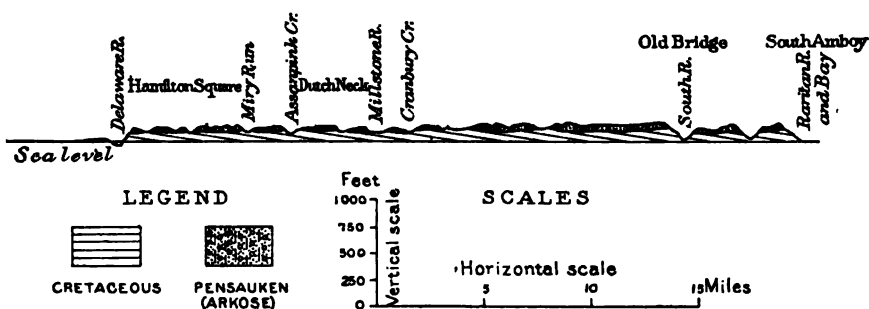 Delaware R.
Hamilton Square
Miry Run
Assanpink Cr.
Dutch Neck
Millstone R.
Cranbury Cr.
Old Bridge
South R.
South Amboy
Raritan R.
and Bay
Sea level
LEGEND
CRETACEOUS
PENSAUKEN
(ARKOSE)
SCALES
Feet
1000
750
500
250
0
Vertical scale
Horizontal scale
5 10 15 Miles